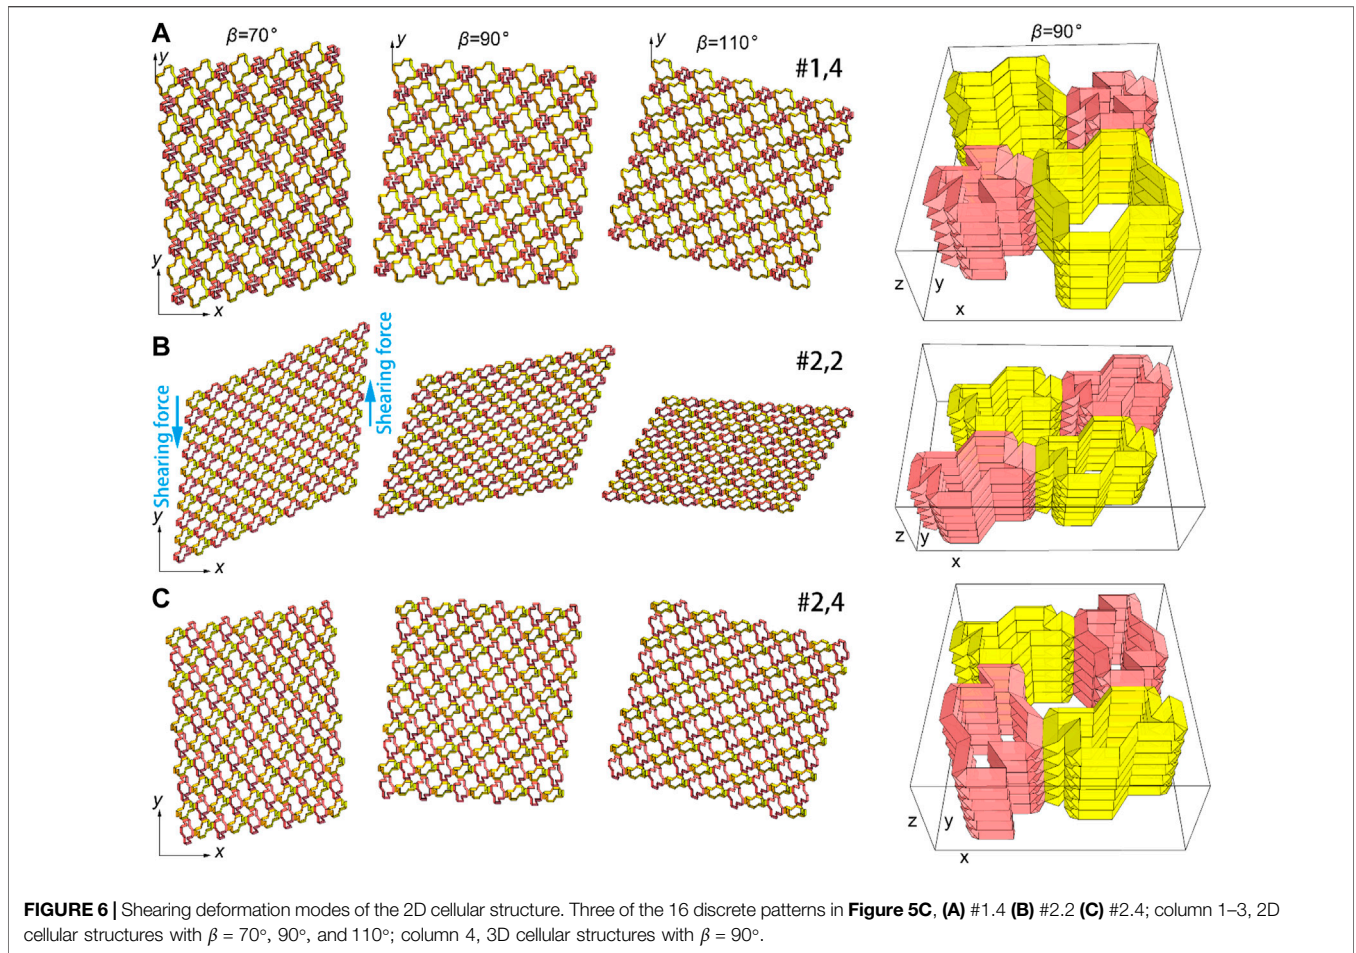 A
β=70°
β=90°
β=110°
β=90°
y
y
y
#1,4
y
x
z
y
x
B
#2,2
Shearing force
Shearing force
y
x
z
y
x
C
#2,4
y
x
z
y
x
FIGURE 6 | Shearing deformation modes of the 2D cellular structure. Three of the 16 discrete patterns in Figure 5C, (A) #1.4 (B) #2.2 (C) #2.4; column 1–3, 2D
cellular structures with β = 70°, 90°, and 110°; column 4, 3D cellular structures with β = 90°.